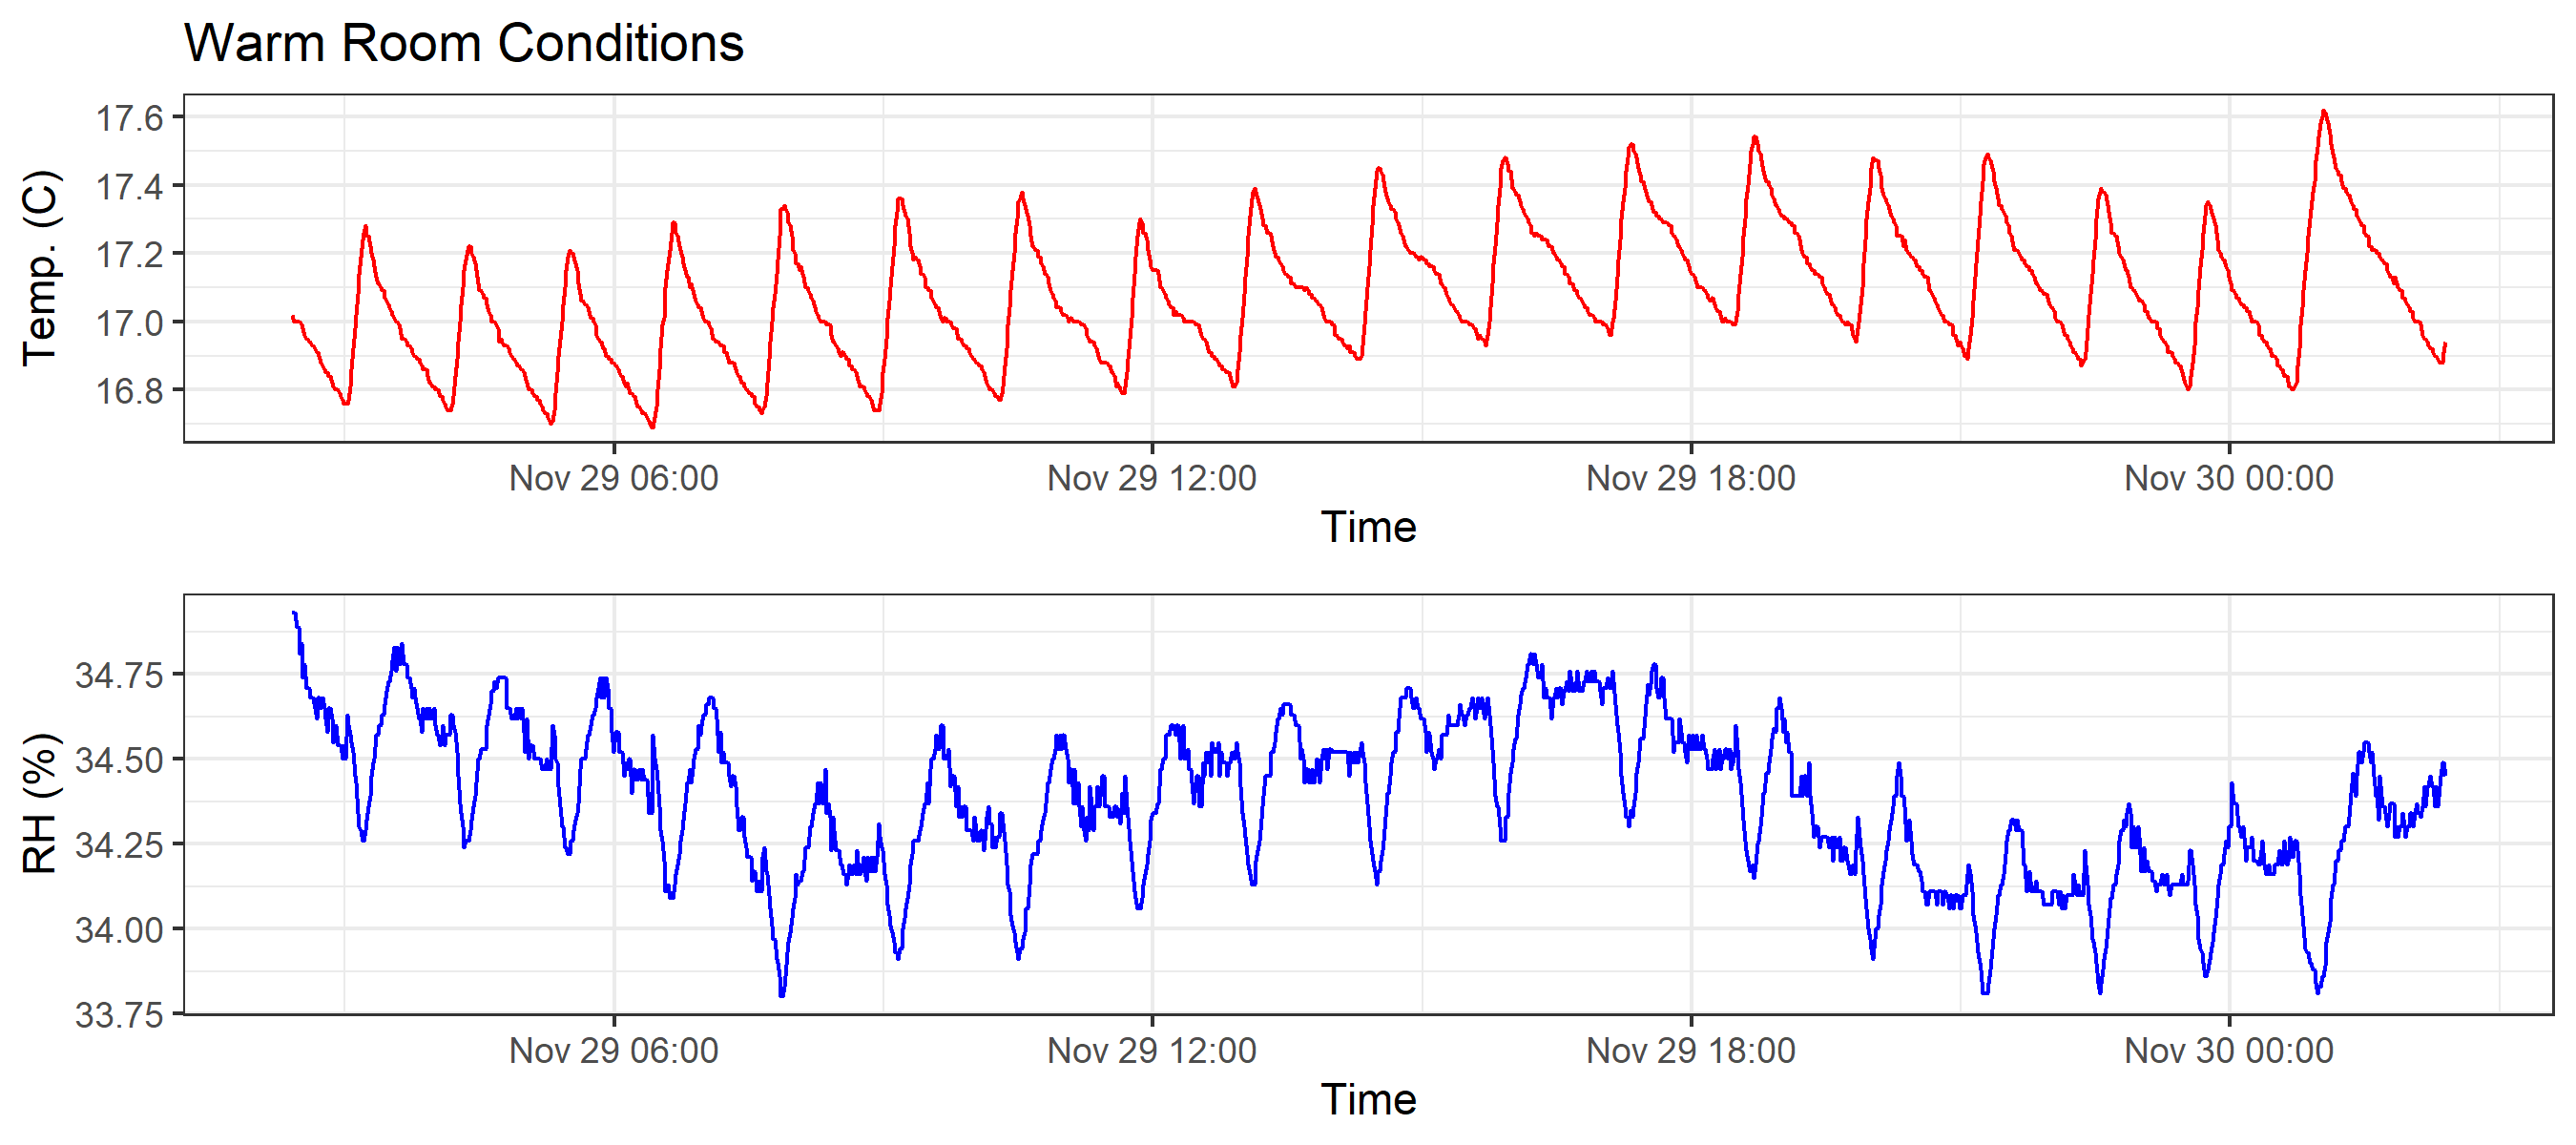 Warm Room Conditions
Temp. (C)
17.6
17.4
17.2
17.0
16.8
Nov 29 06:00 Nov 29 12:00 Nov 29 18:00 Nov 30 00:00
Time
RH (%)
34.75
34.50
34.25
34.00
33.75
Nov 29 06:00 Nov 29 12:00 Nov 29 18:00 Nov 30 00:00
Time